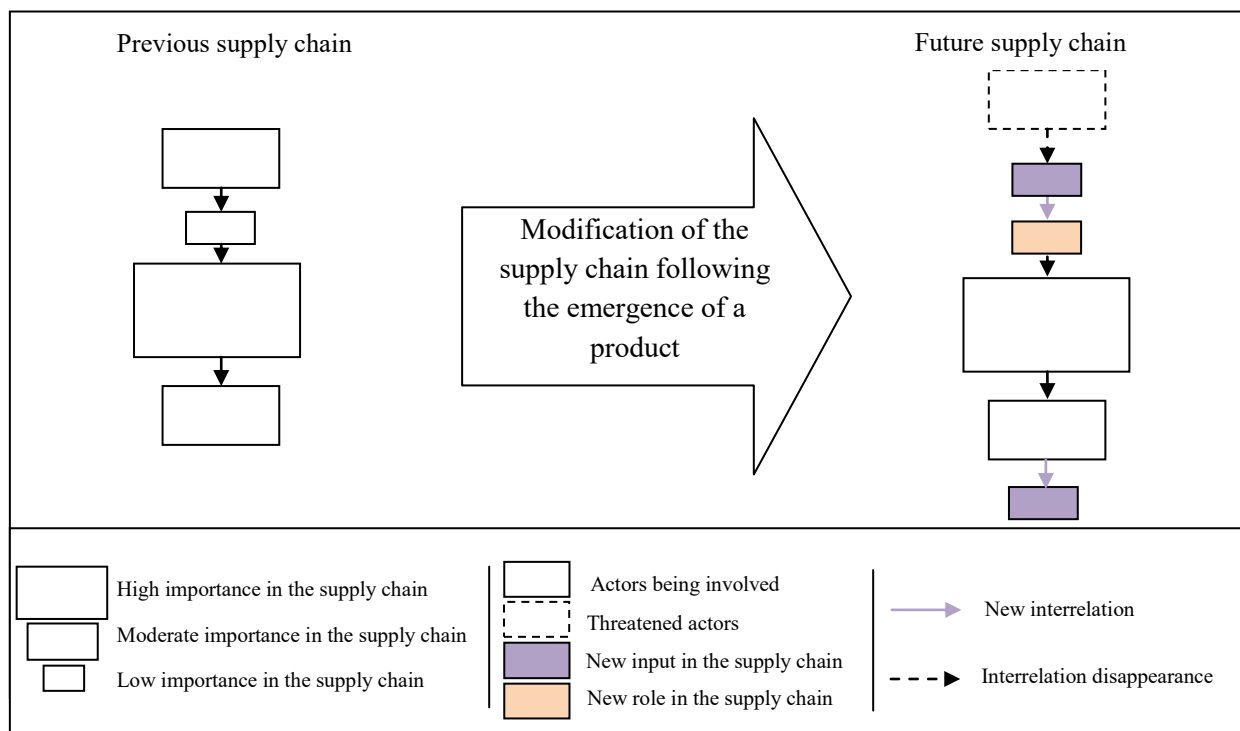 Previous supply chain
Future supply chain
Modification of the
supply chain following
the emergence of a
product
High importance in the supply chain
Moderate importance in the supply chain
Low importance in the supply chain
Actors being involved
Threatened actors
New input in the supply chain
New role in the supply chain
New interrelation
Interrelation disappearance